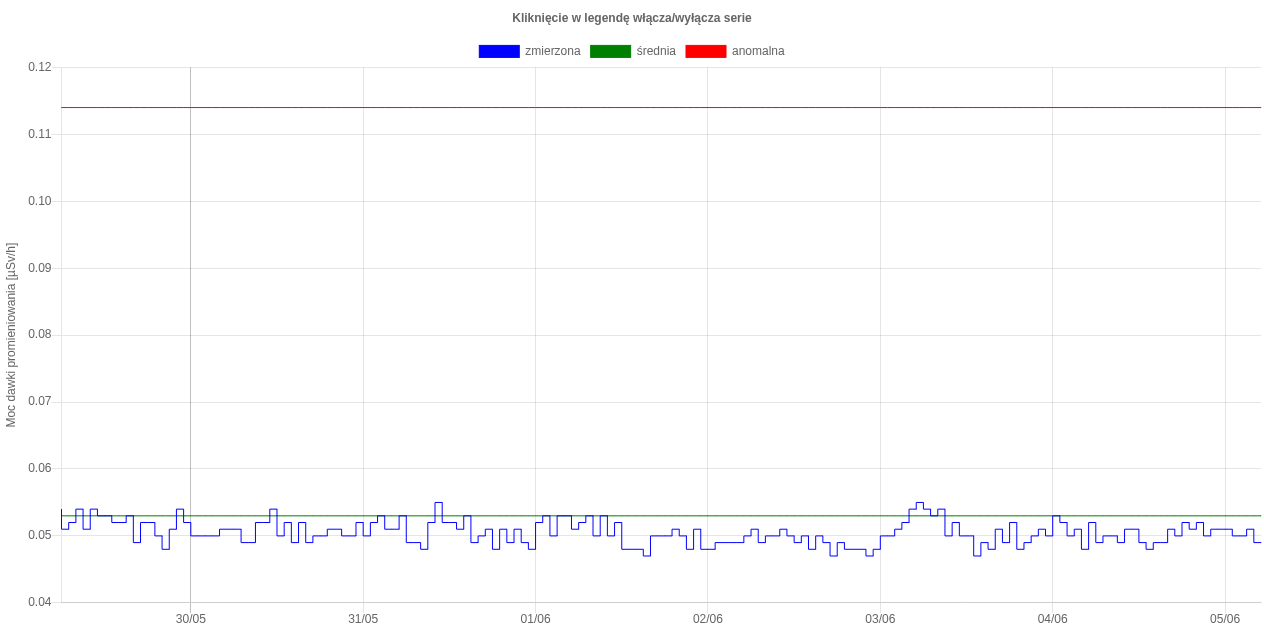 Kliknięcie w legendę włącza/wyłącza serie
zmierzona średnia anomalna
0.12
0.11
0.10
0.09
0.08
0.07
0.06
0.05
0.04
Moc dawki promieniowania [µSv/h]
30/05 31/05 01/06 02/06 03/06 04/06 05/06